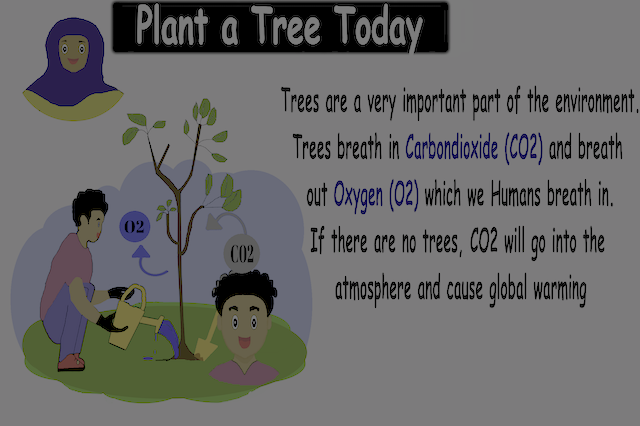 Plant a Tree Today
Trees are a very important part of the environment.
Trees breath in Carbondioxide (CO2) and breath
out Oxygen (O2) which we Humans breath in.
If there are no trees, CO2 will go into the
atmosphere and cause global warming
O2
CO2